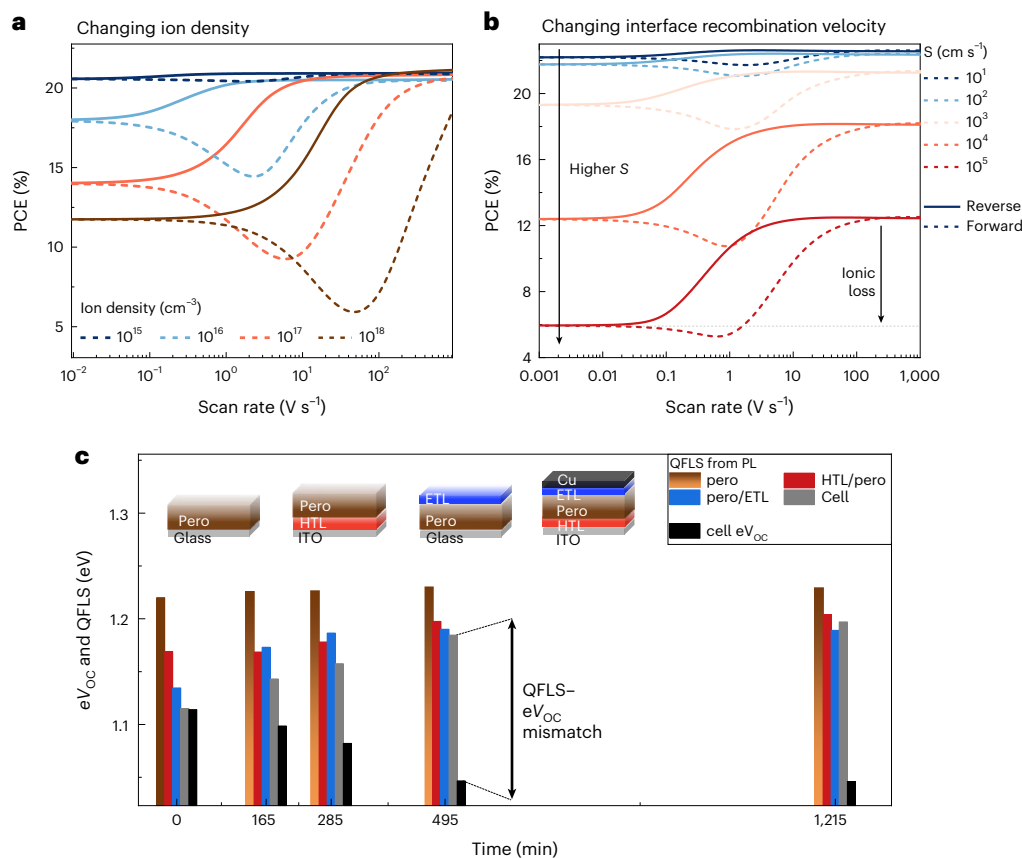 a
Changing ion density
PCE (%)
20
15
10
5
Ion density (cm⁻³)
10¹⁵
10¹⁶
10¹⁷
10¹⁸
10⁻²
10⁻¹
10⁰
10¹
10²
Scan rate (V s⁻¹)
b
Changing interface recombination velocity
PCE (%)
20
16
12
8
4
Higher S
Ionic
loss
0.001
0.01
0.1
1
10
100
1,000
Scan rate (V s⁻¹)
S (cm s⁻¹)
10¹
10²
10³
10⁴
10⁵
Reverse
Forward
c
eV_OC and QFLS (eV)
1.3
1.2
1.1
Pero
Glass
Pero
HTL
ITO
ETL
Pero
Glass
Cu
ETL
Pero
HTL
ITO
QFLS from PL
pero
HTL/pero
pero/ETL
Cell
cell eV_OC
QFLS–
eV_OC
mismatch
0
165
285
495
1,215
Time (min)